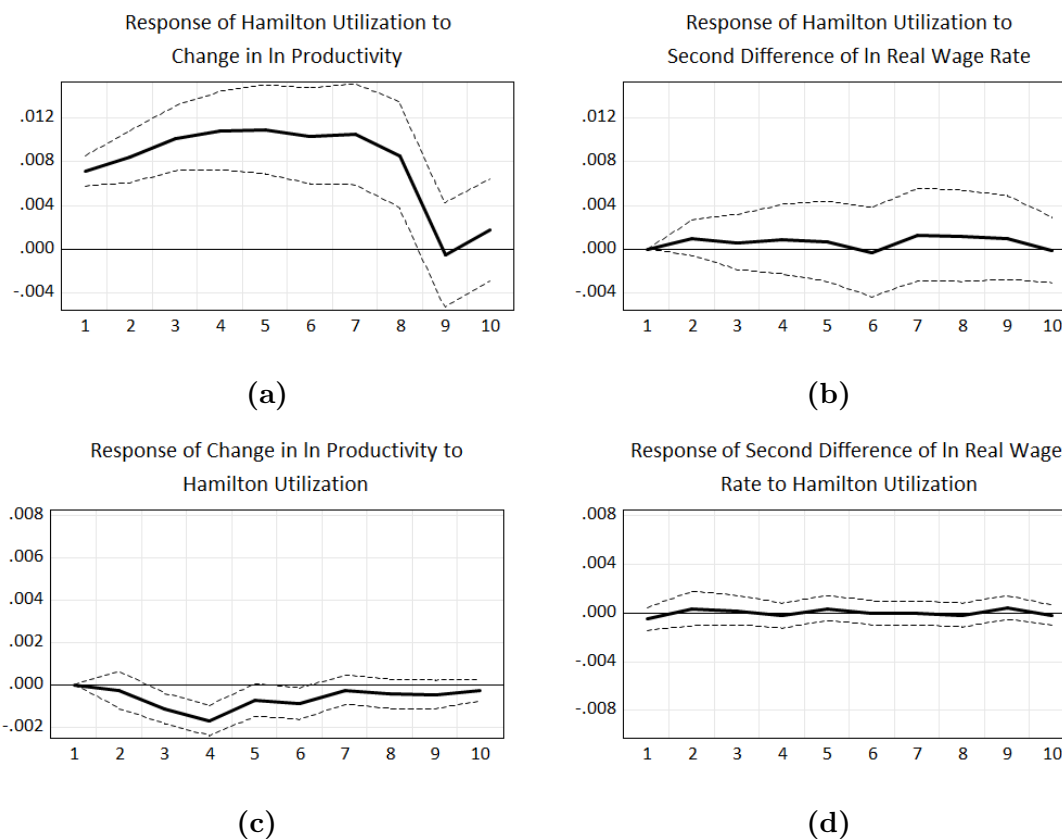 Response of Hamilton Utilization to
Change in ln Productivity
.012
.008
.004
.000
-.004
1 2 3 4 5 6 7 8 9 10
(a)
Response of Hamilton Utilization to
Second Difference of ln Real Wage Rate
.012
.008
.004
.000
-.004
1 2 3 4 5 6 7 8 9 10
(b)
Response of Change in ln Productivity to
Hamilton Utilization
.008
.006
.004
.002
.000
-.002
1 2 3 4 5 6 7 8 9 10
(c)
Response of Second Difference of ln Real Wage
Rate to Hamilton Utilization
.008
.004
.000
-.004
-.008
1 2 3 4 5 6 7 8 9 10
(d)